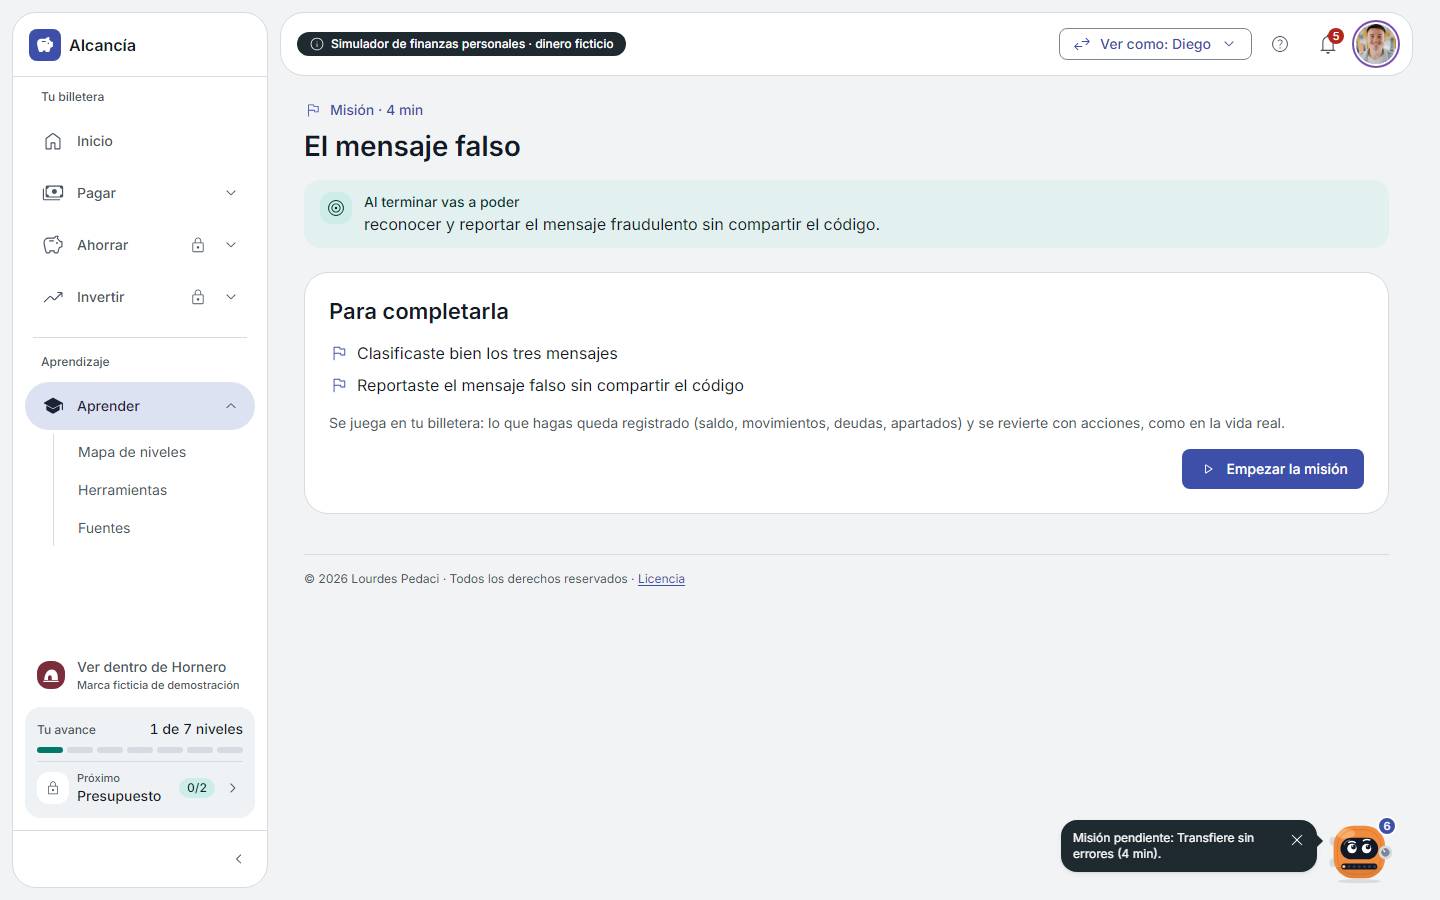 Alcancía
Simulador de finanzas personales · dinero ficticio
Ver como: Diego
5
Tu billetera
Inicio
Pagar
Ahorrar
Invertir
Aprendizaje
Aprender
Mapa de niveles
Herramientas
Fuentes
Ver dentro de Hornero
Marca ficticia de demostración
Tu avance
1 de 7 niveles
Próximo
Presupuesto
0/2
Misión · 4 min
El mensaje falso
Al terminar vas a poder
reconocer y reportar el mensaje fraudulento sin compartir el código.
Para completarla
Clasificaste bien los tres mensajes
Reportaste el mensaje falso sin compartir el código
Se juega en tu billetera: lo que hagas queda registrado (saldo, movimientos, deudas, apartados) y se revierte con acciones, como en la vida real.
Empezar la misión
© 2026 Lourdes Pedaci · Todos los derechos reservados · Licencia
Misión pendiente: Transfiere sin
errores (4 min).
6